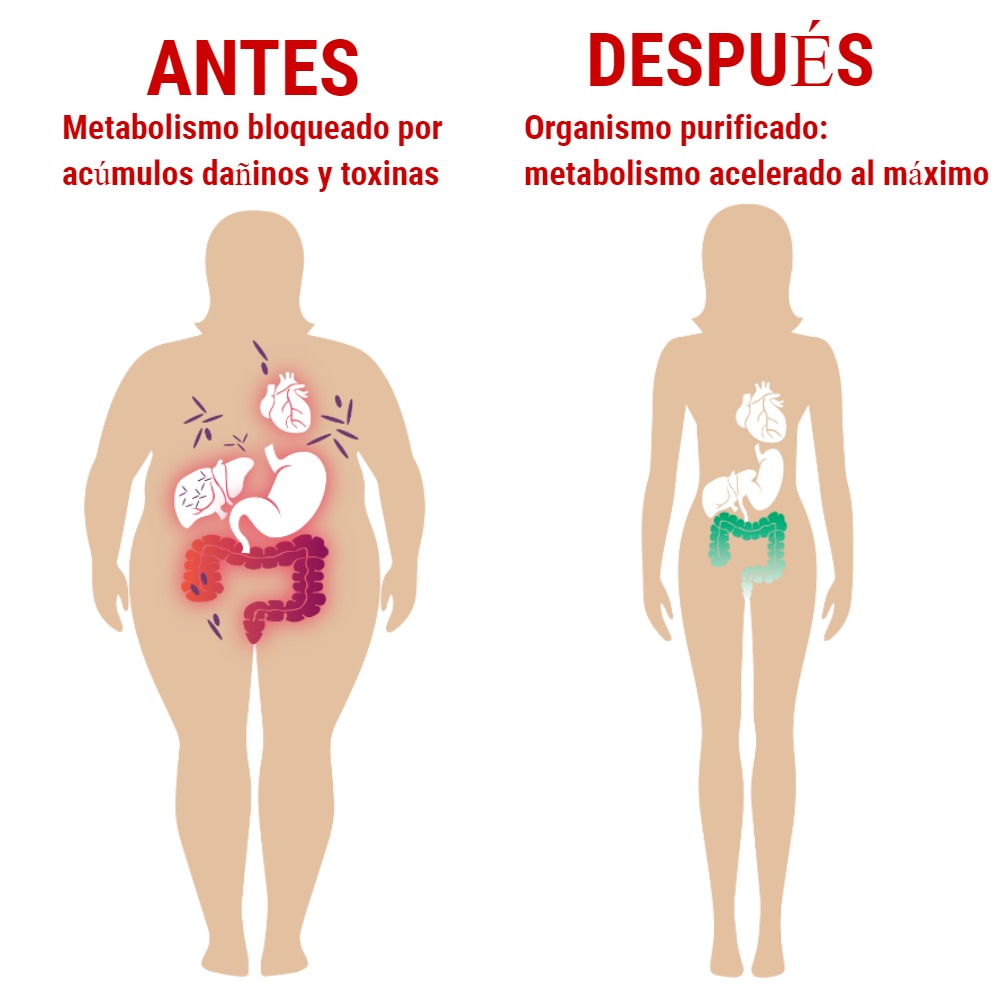 ANTES
Metabolismo bloqueado por
acúmulos dañinos y toxinas
DESPUÉS
Organismo purificado:
metabolismo acelerado al máximo